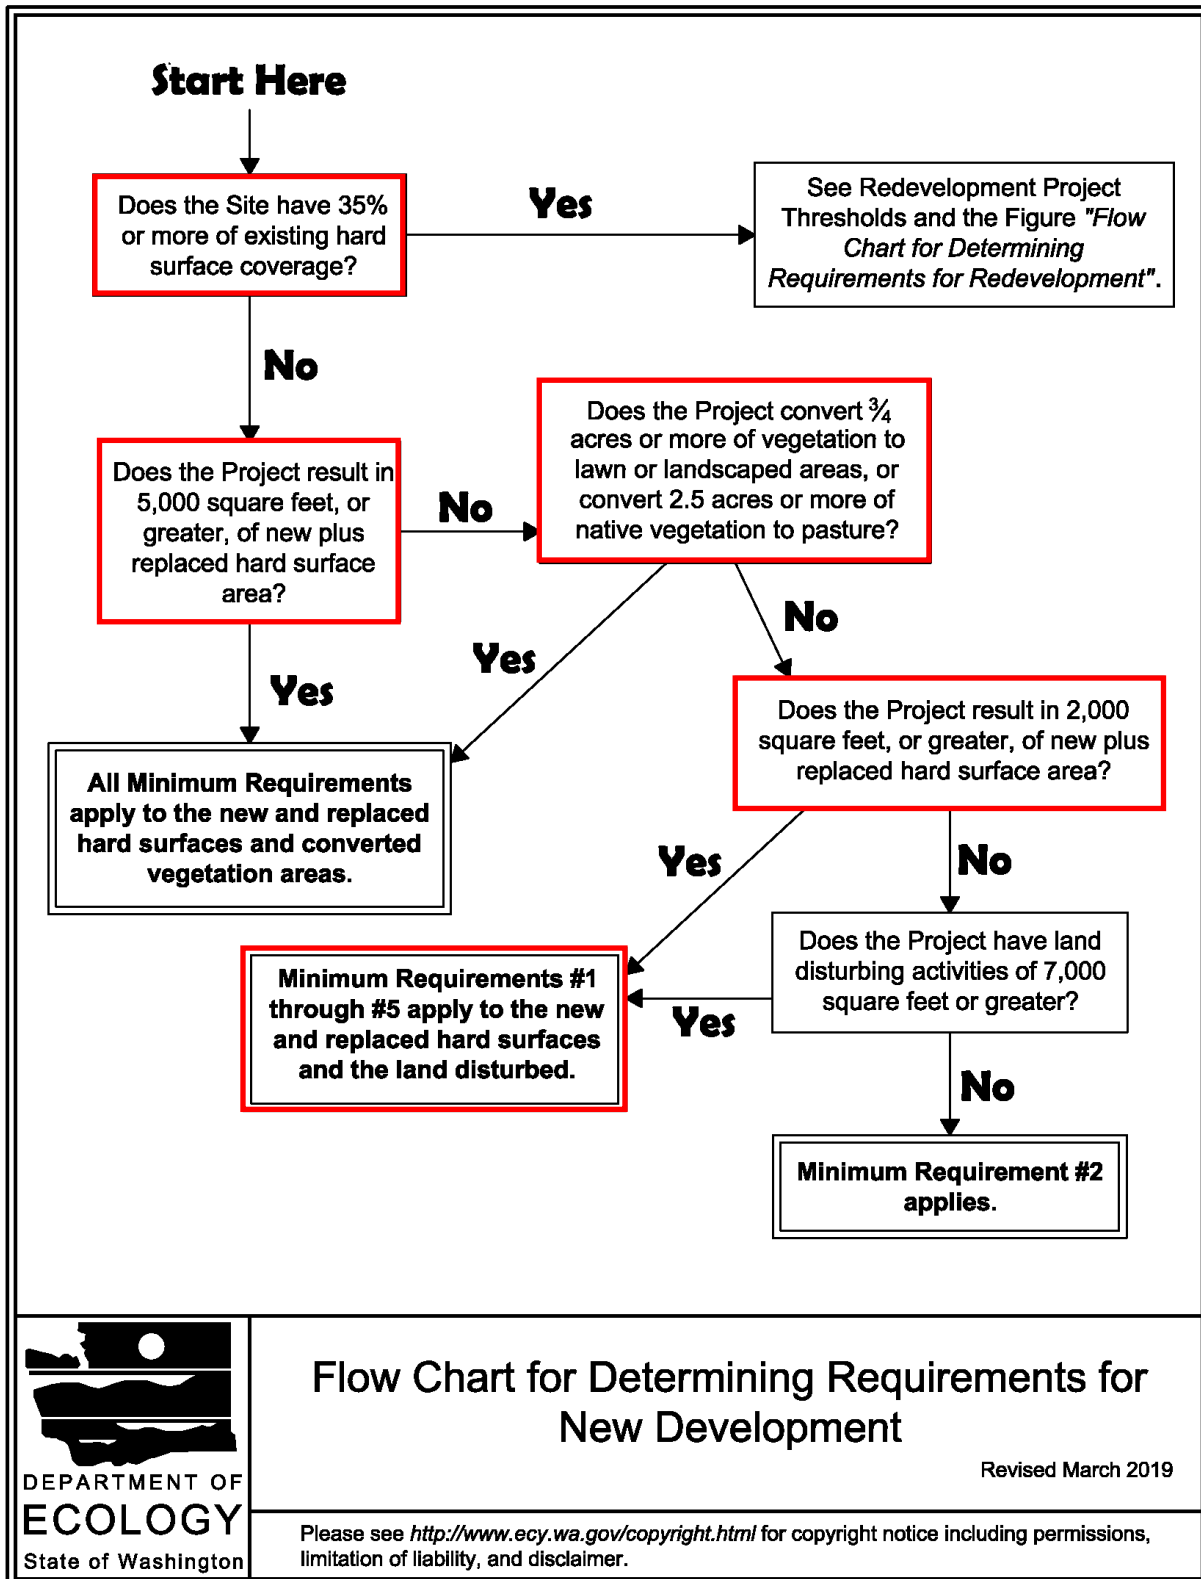 Start Here
Does the Site have 35%
or more of existing hard
surface coverage?
Yes
See Redevelopment Project
Thresholds and the Figure "Flow
Chart for Determining
Requirements for Redevelopment".
No
Does the Project convert ¾
acres or more of vegetation to
lawn or landscaped areas, or
convert 2.5 acres or more of
native vegetation to pasture?
Does the Project result in
5,000 square feet, or
greater, of new plus
replaced hard surface
area?
No
No
Yes
Yes
Does the Project result in 2,000
square feet, or greater, of new plus
replaced hard surface area?
All Minimum Requirements
apply to the new and replaced
hard surfaces and converted
vegetation areas.
Yes
No
Does the Project have land
disturbing activities of 7,000
square feet or greater?
Minimum Requirements #1
through #5 apply to the new
and replaced hard surfaces
and the land disturbed.
Yes
No
Minimum Requirement #2
applies.
Flow Chart for Determining Requirements for
New Development
Revised March 2019
DEPARTMENT OF
ECOLOGY
State of Washington
Please see http://www.ecy.wa.gov/copyright.html for copyright notice including permissions,
limitation of liability, and disclaimer.